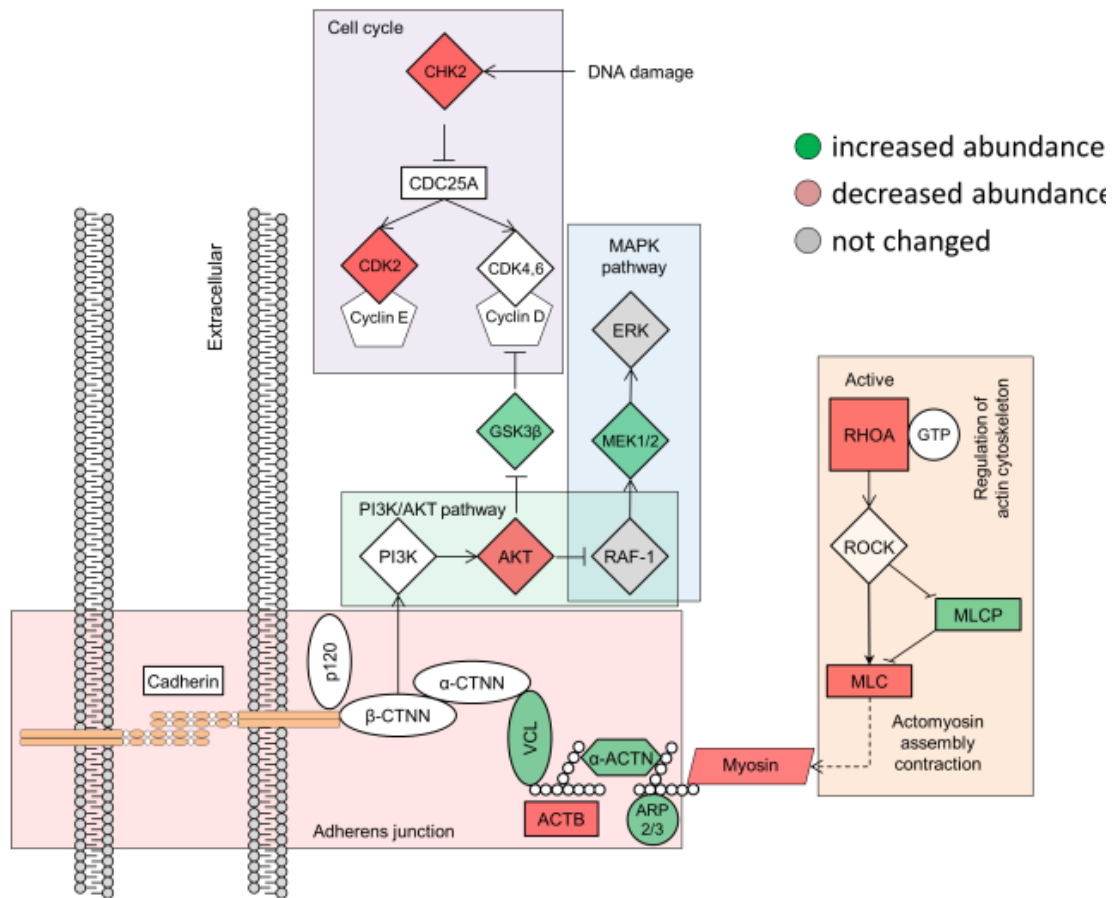 Cell cycle
CHK2
DNA damage
CDC25A
CDK2
CDK4,6
Cyclin E
Cyclin D
increased abundance
decreased abundance
not changed
Extracellular
MAPK
pathway
ERK
GSK3β
MEK1/2
PI3K/AKT pathway
PI3K
AKT
RAF-1
Active
RHOA
GTP
Regulation of
actin cytoskeleton
ROCK
MLCP
MLC
Actomyosin
assembly
contraction
Cadherin
p120
α-CTNN
β-CTNN
VCL
α-ACTN
Myosin
ACTB
ARP
2/3
Adherens junction